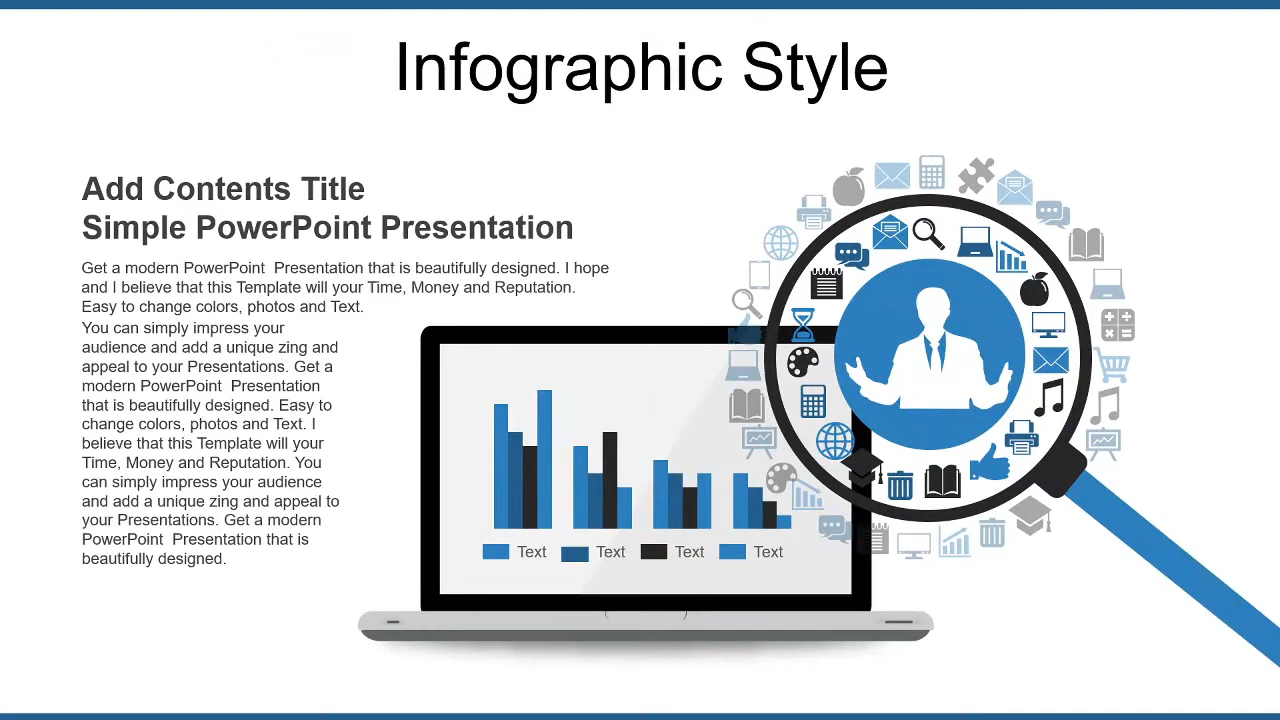 Infographic Style
Add Contents Title
Simple PowerPoint Presentation
Get a modern PowerPoint  Presentation that is beautifully designed. I hope
and I believe that this Template will your Time, Money and Reputation.
Easy to change colors, photos and Text.
You can simply impress your
audience and add a unique zing and
appeal to your Presentations. Get a
modern PowerPoint  Presentation
that is beautifully designed. Easy to
change colors, photos and Text. I
believe that this Template will your
Time, Money and Reputation. You
can simply impress your audience
and add a unique zing and appeal to
your Presentations. Get a modern
PowerPoint  Presentation that is
beautifully designed.
Text Text Text Text